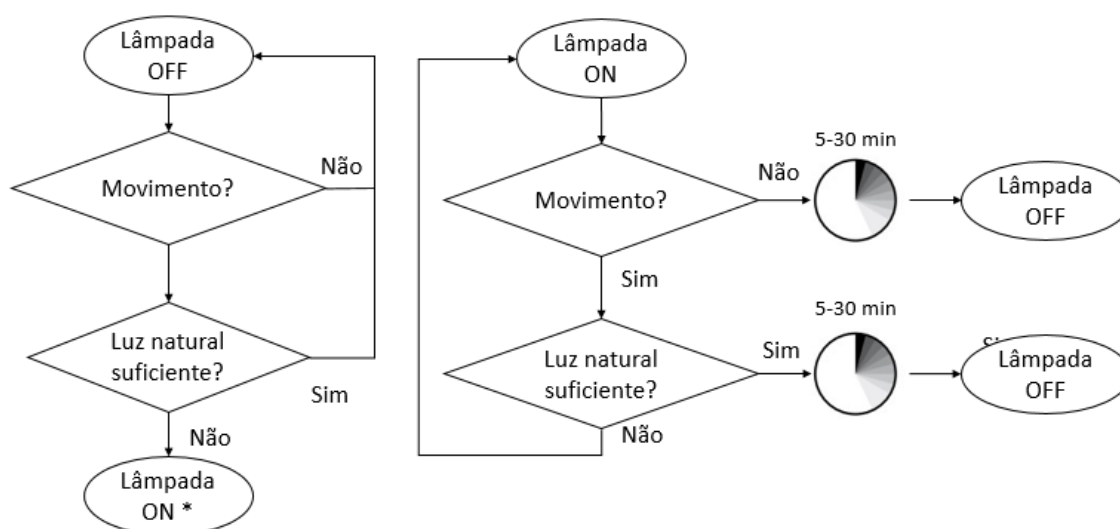 Lâmpada
OFF
Movimento?
Não
Luz natural
suficiente?
Sim
Não
Lâmpada
ON *
Lâmpada
ON
Movimento?
Não
5-30 min
Lâmpada
OFF
Sim
Luz natural
suficiente?
Sim
5-30 min
Lâmpada
OFF
Não